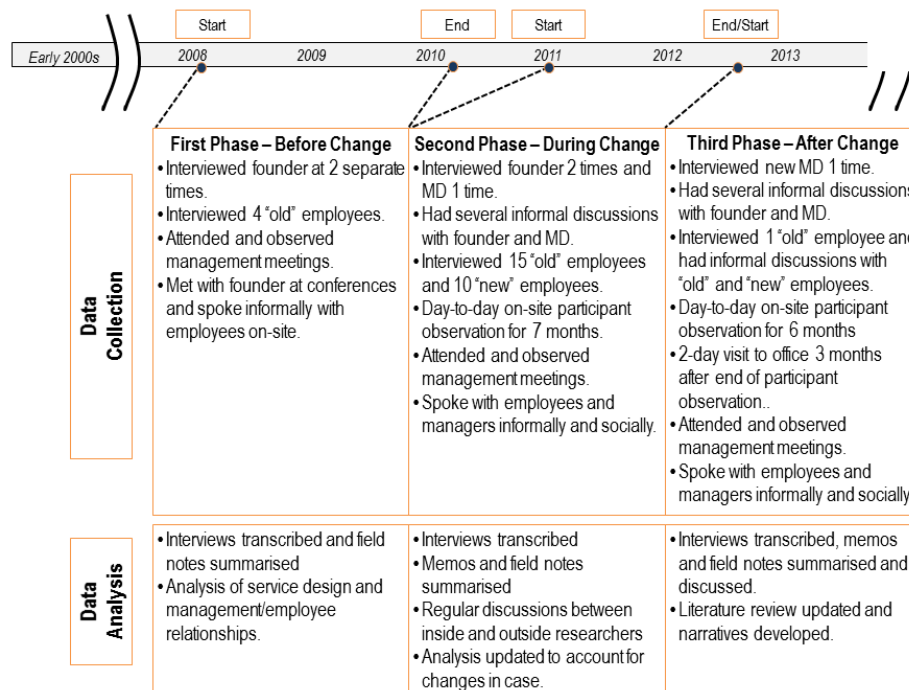 Start
End
Start
End/Start
Early 2000s
2008
2009
2010
2011
2012
2013
Data
Collection
First Phase – Before Change
•Interviewed founder at 2 separate
times.
•Interviewed 4 “old” employees.
•Attended and observed
management meetings.
•Met with founder at conferences
and spoke informally with
employees on-site.
Second Phase – During Change
•Interviewed founder 2 times and
MD 1 time.
•Had several informal discussions
with founder and MD.
•Interviewed 15 “old” employees
and 10 “new” employees.
•Day-to-day on-site participant
observation for 7 months.
•Attended and observed
management meetings.
•Spoke with employees and
managers informally and socially.
Third Phase – After Change
•Interviewed new MD 1 time.
•Had several informal discussions
with founder and MD.
•Interviewed 1 “old” employee and
had informal discussions with
“old” and “new” employees.
•Day-to-day on-site participant
observation for 6 months
•2-day visit to office 3 months
after end of participant
observation..
•Attended and observed
management meetings.
•Spoke with employees and
managers informally and socially
Data
Analysis
•Interviews transcribed and field
notes summarised
•Analysis of service design and
management/employee
relationships.
•Interviews transcribed
•Memos and field notes
summarised
•Regular discussions between
inside and outside researchers
•Analysis updated to account for
changes in case.
•Interviews transcribed, memos
and field notes summarised and
discussed.
•Literature review updated and
narratives developed.